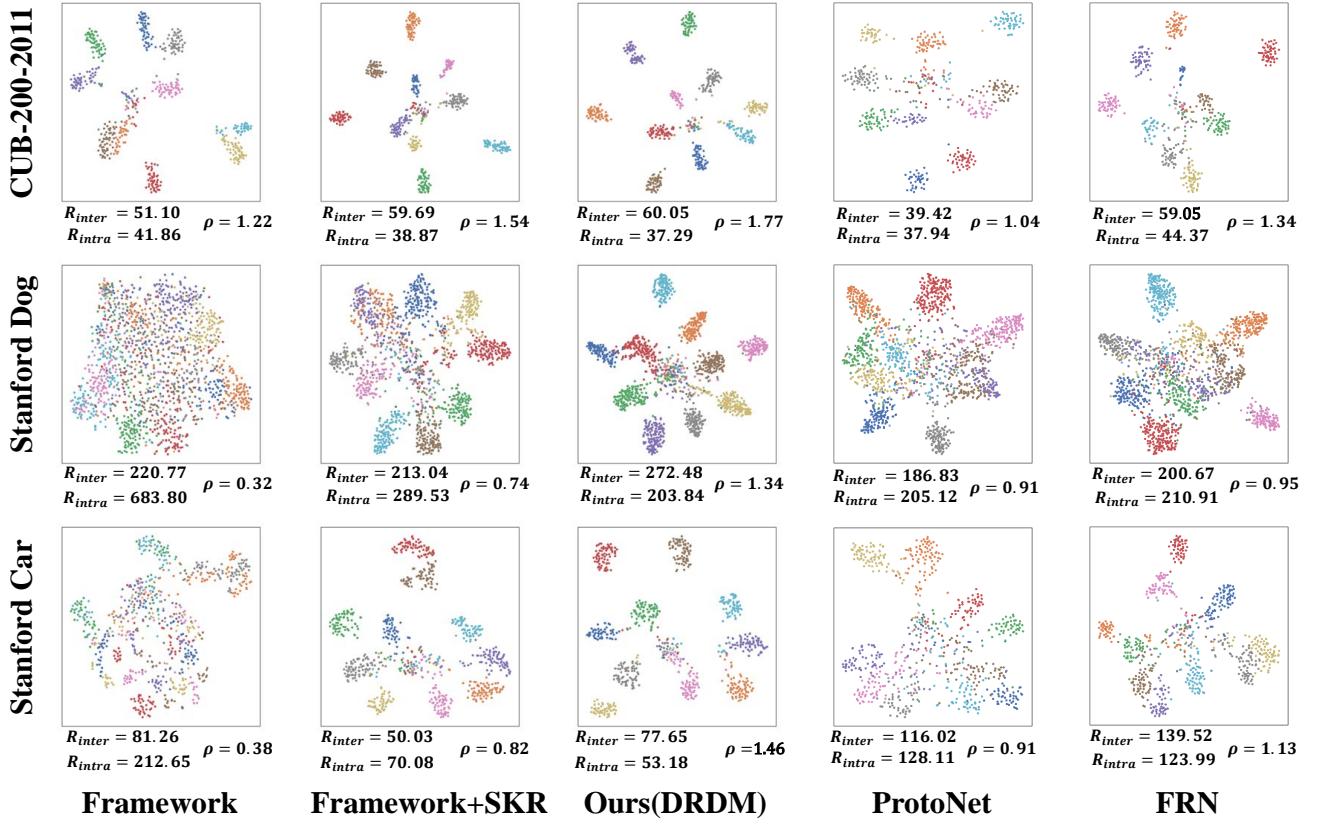 CUB-200-2011
R_inter = 51.10
R_intra = 41.86
ρ = 1.22
R_inter = 59.69
R_intra = 38.87
ρ = 1.54
R_inter = 60.05
R_intra = 37.29
ρ = 1.77
R_inter = 39.42
R_intra = 37.94
ρ = 1.04
R_inter = 59.05
R_intra = 44.37
ρ = 1.34
Stanford Dog
R_inter = 220.77
R_intra = 683.80
ρ = 0.32
R_inter = 213.04
R_intra = 289.53
ρ = 0.74
R_inter = 272.48
R_intra = 203.84
ρ = 1.34
R_inter = 186.83
R_intra = 205.12
ρ = 0.91
R_inter = 200.67
R_intra = 210.91
ρ = 0.95
Stanford Car
R_inter = 81.26
R_intra = 212.65
ρ = 0.38
R_inter = 50.03
R_intra = 70.08
ρ = 0.82
R_inter = 77.65
R_intra = 53.18
ρ =1.46
R_inter = 116.02
R_intra = 128.11
ρ = 0.91
R_inter = 139.52
R_intra = 123.99
ρ = 1.13
Framework
Framework+SKR
Ours(DRDM)
ProtoNet
FRN